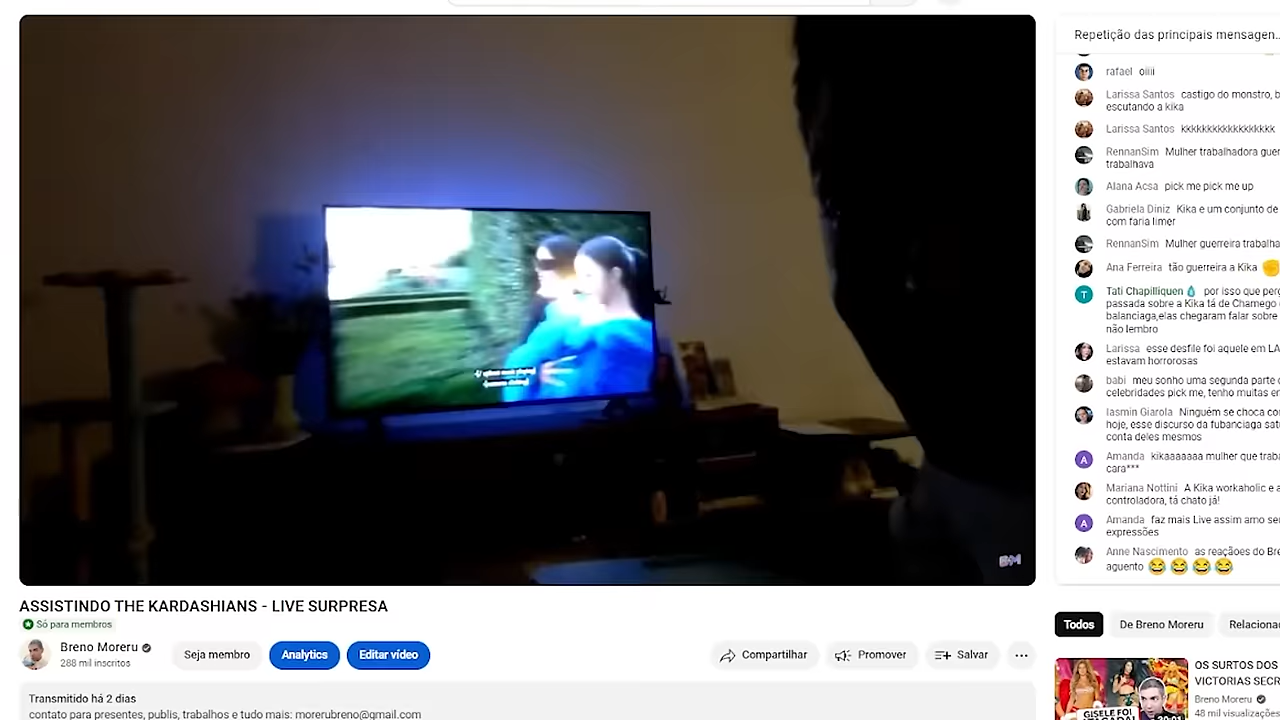 Repetição das principais mensagen...
rafael oiiii
Larissa Santos castigo do monstro, b
escutando a kika
Larissa Santos kkkkkkkkkkkkkkkkkk
RennanSim Mulher trabalhadora guer
trabalhava
Alana Acsa pick me pick me up
Gabriela Diniz Kika e um conjunto de
com faria limer
RennanSim Mulher guerreira trabalha
Ana Ferreira tão guerreira a Kika
Tati Chapilliquen por isso que perg
passada sobre a Kika tá de Chamego
balanciaga,elas chegaram falar sobre
não lembro
Larissa esse desfile foi aquele em LA
estavam horrorosas
babi meu sonho uma segunda parte d
celebridades pick me, tenho muitas e
Iasmin Giarola Ninguém se choca co
hoje, esse discurso da fubanciaga sat
conta deles mesmos
Amanda kikaaaaaaa mulher que traba
cara***
Mariana Nottini A Kika workaholic e a
controladora, tá chato já!
Amanda faz mais Live assim amo se
expressões
Anne Nascimento as reações do Bre
aguento 😂 😂 😂 😂
BM
ASSISTINDO THE KARDASHIANS - LIVE SURPRESA
Só para membros
Breno Moreru
288 mil inscritos
Seja membro
Analytics
Editar vídeo
Compartilhar
Promover
Salvar
Todos
De Breno Moreru
Relaciona
Transmitido há 2 dias
contato para presentes, publis, trabalhos e tudo mais: morerubreno@gmail.com
OS SURTOS DOS
VICTORIAS SECR
Breno Moreru
48 mil visualizações
GISELE FOI